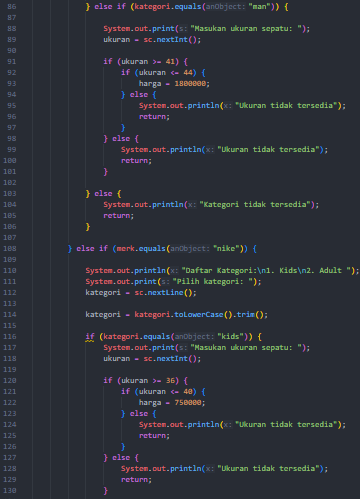 86 } else if (kategori.equals(anObject: "man")) {
87
88 System.out.print(s: "Masukan ukuran sepatu: ");
89 ukuran = sc.nextInt();
90
91 if (ukuran >= 41) {
92 if (ukuran <= 44) {
93 harga = 1800000;
94 } else {
95 System.out.println(x: "Ukuran tidak tersedia");
96 return;
97 }
98 } else {
99 System.out.println(x: "Ukuran tidak tersedia");
100 return;
101 }
102
103 } else {
104 System.out.println(x: "Kategori tidak tersedia");
105 return;
106 }
107
108 } else if (merk.equals(anObject: "nike")) {
109
110 System.out.println(x: "Daftar Kategori:\n1. Kids\n2. Adult ");
111 System.out.print(s: "Pilih kategori: ");
112 kategori = sc.nextLine();
113
114 kategori = kategori.toLowerCase().trim();
115
116 if (kategori.equals(anObject: "kids")) {
117 System.out.print(s: "Masukan ukuran sepatu: ");
118 ukuran = sc.nextInt();
119
120 if (ukuran >= 36) {
121 if (ukuran <= 40) {
122 harga = 750000;
123 } else {
124 System.out.println(x: "Ukuran tidak tersedia");
125 return;
126 }
127 } else {
128 System.out.println(x: "Ukuran tidak tersedia");
129 return;
130 }